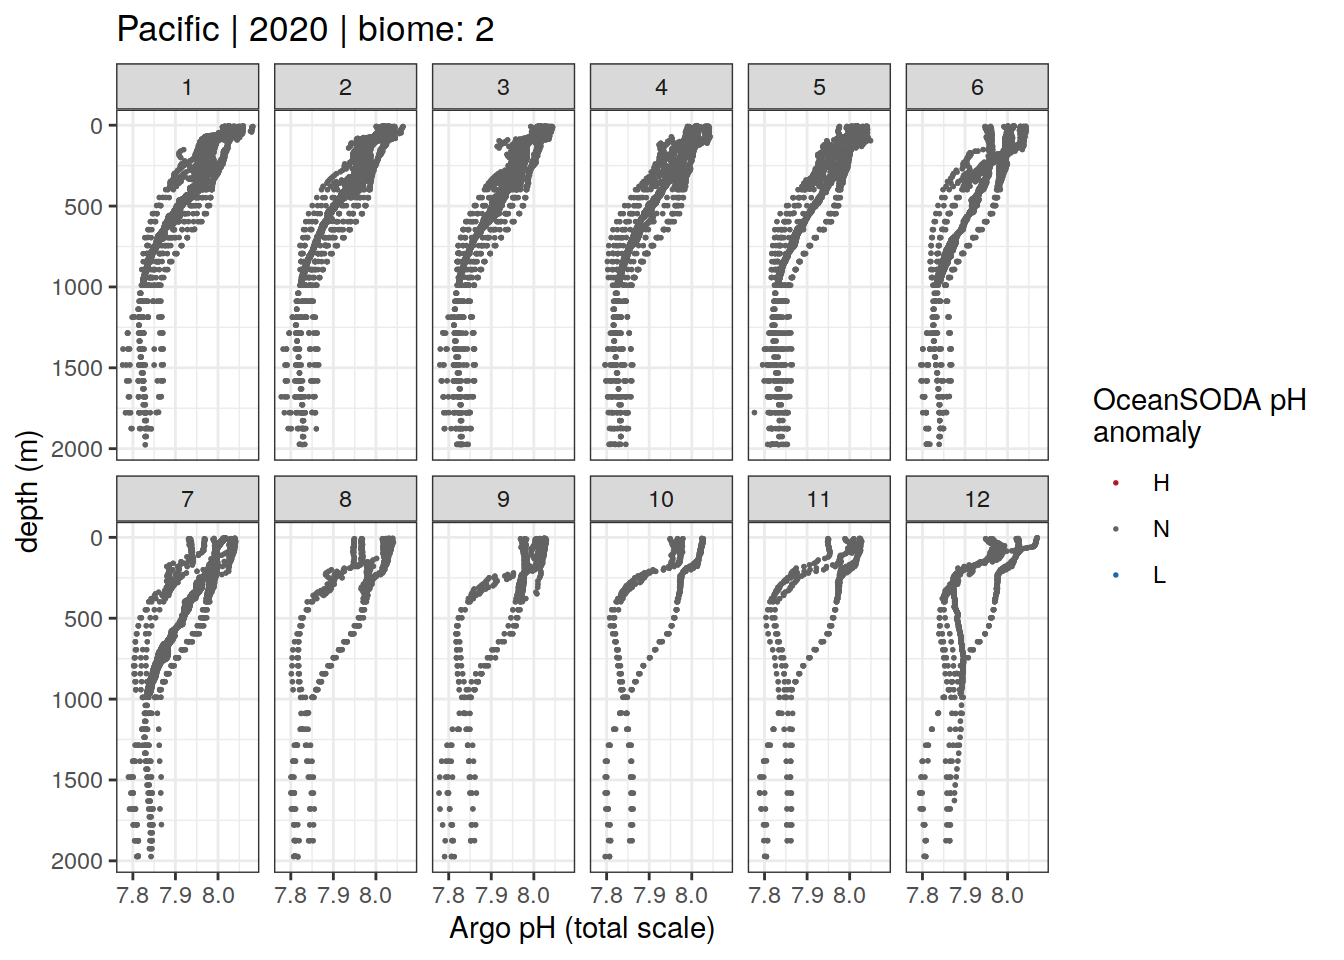 Pacific | 2020 | biome: 2
1 2 3 4 5 6
0
500
1000
1500
2000
7 8 9 10 11 12
0
500
1000
1500
2000
7.8 7.9 8.0 7.8 7.9 8.0 7.8 7.9 8.0 7.8 7.9 8.0 7.8 7.9 8.0 7.8 7.9 8.0
Argo pH (total scale)
depth (m)
OceanSODA pH
anomaly
H
N
L